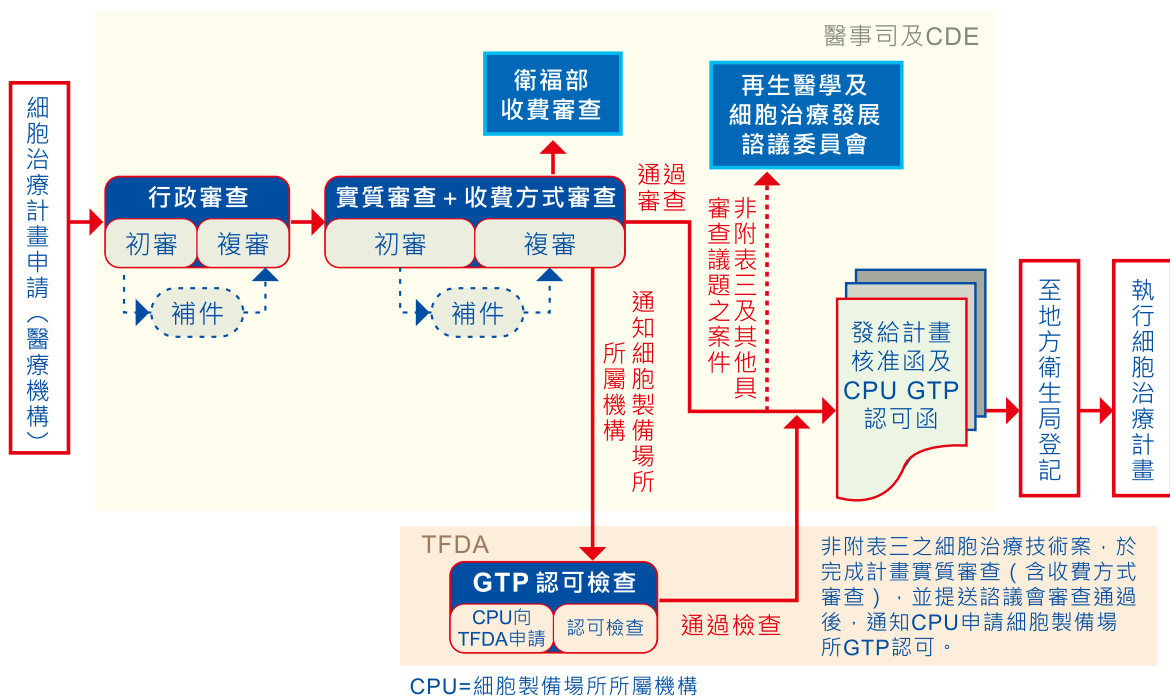 醫事司及CDE
細胞治療計畫申請（醫療機構）
衛福部
收費審查
再生醫學及
細胞治療發展
諮議委員會
行政審查
初審
複審
補件
實質審查＋收費方式審查
初審
複審
補件
通過
審查
非附表三及其他具
審查議題之案件
通知細胞製備場所
所屬機構
發給計畫
核准函及
CPU GTP
認可函
至地方衛生局登記
執行細胞治療計畫
TFDA
GTP 認可檢查
CPU向
TFDA申請
認可檢查
通過檢查
非附表三之細胞治療技術案，於
完成計畫實質審查（含收費方式
審查），並提送諮議會審查通過
後，通知CPU申請細胞製備場
所GTP認可。
CPU=細胞製備場所所屬機構